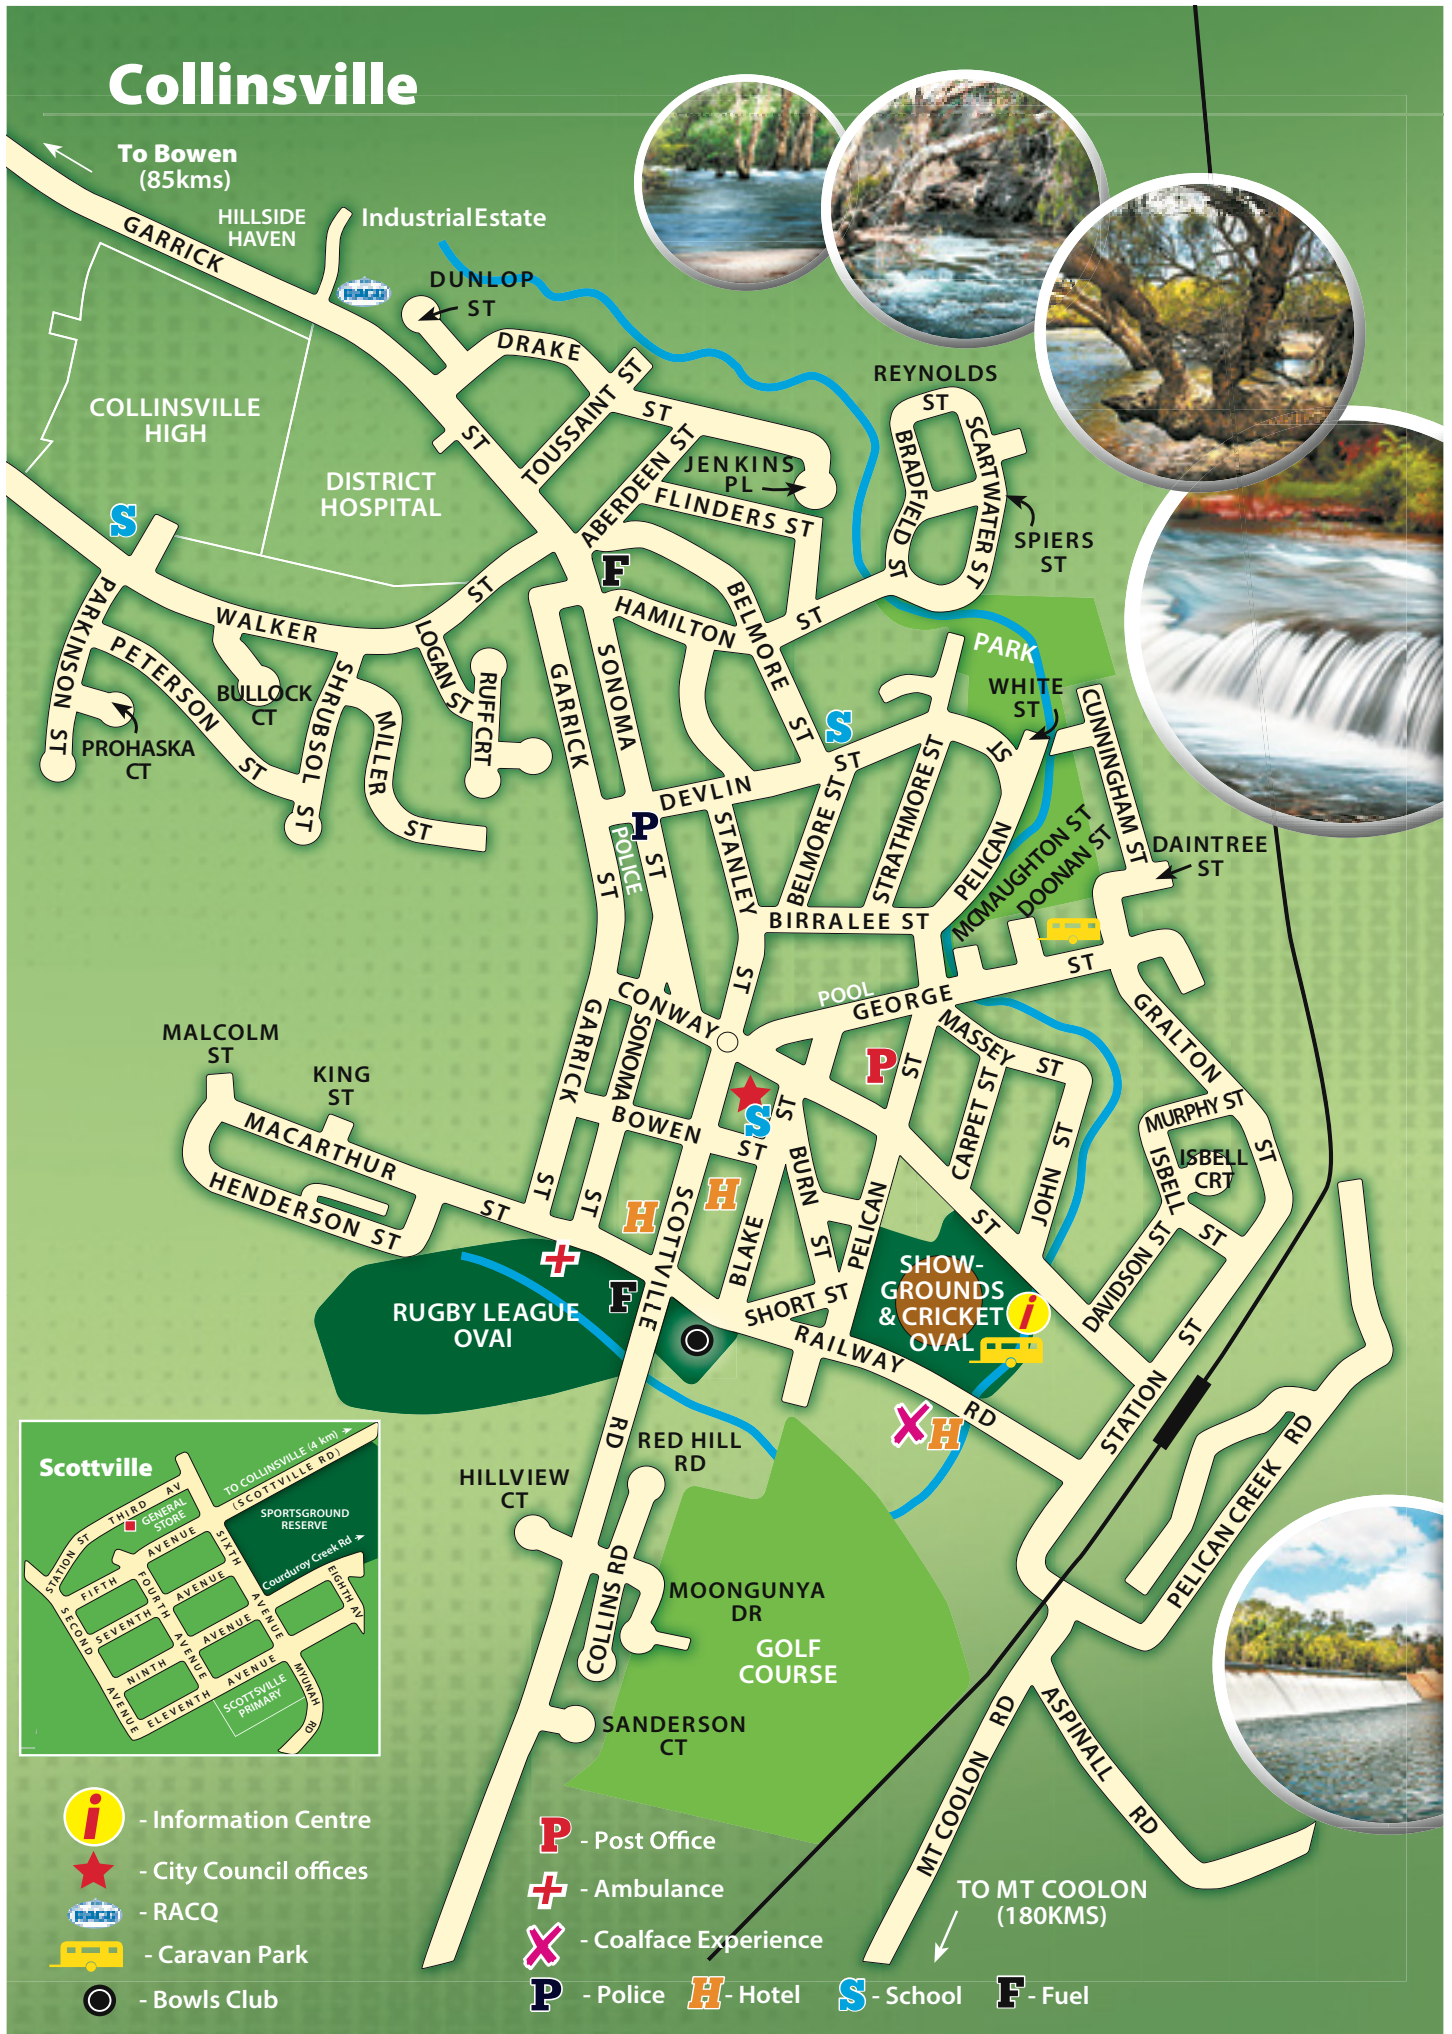 Collinsville
To Bowen
(85kms)
HILLSIDE
HAVEN
IndustrialEstate
GARRICK
ST
RACQ
DUNLOP
ST
DRAKE
ST
TOUSSAINT ST
ABERDEEN ST
JENKINS
PL
FLINDERS ST
REYNOLDS
ST
BRADFIELD ST
SCARTWATER ST
SPIERS
ST
COLLINSVILLE
HIGH
DISTRICT
HOSPITAL
S
F
WALKER
ST
HAMILTON
ST
BELMORE
ST
PARK
WHITE
ST
PARKINSON ST
PETERSON
ST
BULLOCK
CT
PROHASKA
CT
SHRUBSOL ST
MILLER
ST
LOGAN ST
RUFF CRT
GARRICK
ST
SONOMA
ST
S
DEVLIN
ST
P
POLICE
STANLEY
ST
BELMORE ST
STRATHMORE ST
PELICAN
ST
CUNNINGHAM ST
MCMAUGHTON ST
DOONAN ST
DAINTREE
ST
BIRRALEE ST
POOL
GEORGE
ST
CONWAY
GARRICK
ST
SONOMA
ST
MASSEY
ST
GRALTON
ST
P
ST
CARPET ST
JOHN ST
MURPHY ST
ISBELL
CRT
ISBELL
ST
DAVIDSON ST
MALCOLM
ST
KING
ST
MACARTHUR
ST
HENDERSON ST
BOWEN
ST
S
ST
BURN
ST
H
H
SCOTTVILLE
RD
BLAKE
PELICAN
ST
SHOW-
GROUNDS
& CRICKET
OVAL
i
RUGBY LEAGUE
OVAl
F
SHORT ST
RAILWAY
RD
STATION
ST
H
RED HILL
RD
HILLVIEW
CT
COLLINS RD
MOONGUNYA
DR
GOLF
COURSE
SANDERSON
CT
PELICAN CREEK
RD
MT COOLON RD
ASPINALL
RD
TO MT COOLON
(180KMS)
Scottville
TO COLLINSVILLE (4 km)
(SCOTTVILLE RD)
THIRD AV
GENERAL
STORE
STATION ST
SPORTSGROUND
RESERVE
Courduroy Creek Rd
FIFTH AVENUE
SIXTH AVENUE
FOURTH AVENUE
SEVENTH AVENUE
SECOND AVENUE
NINTH AVENUE
EIGHTH AV
ELEVENTH AVENUE
SCOTTSVILLE
PRIMARY
MYUNAH RD
i - Information Centre
- City Council offices
RACQ - RACQ
- Caravan Park
- Bowls Club
P - Post Office
- Ambulance
- Coalface Experience
P - Police H - Hotel S - School F - Fuel